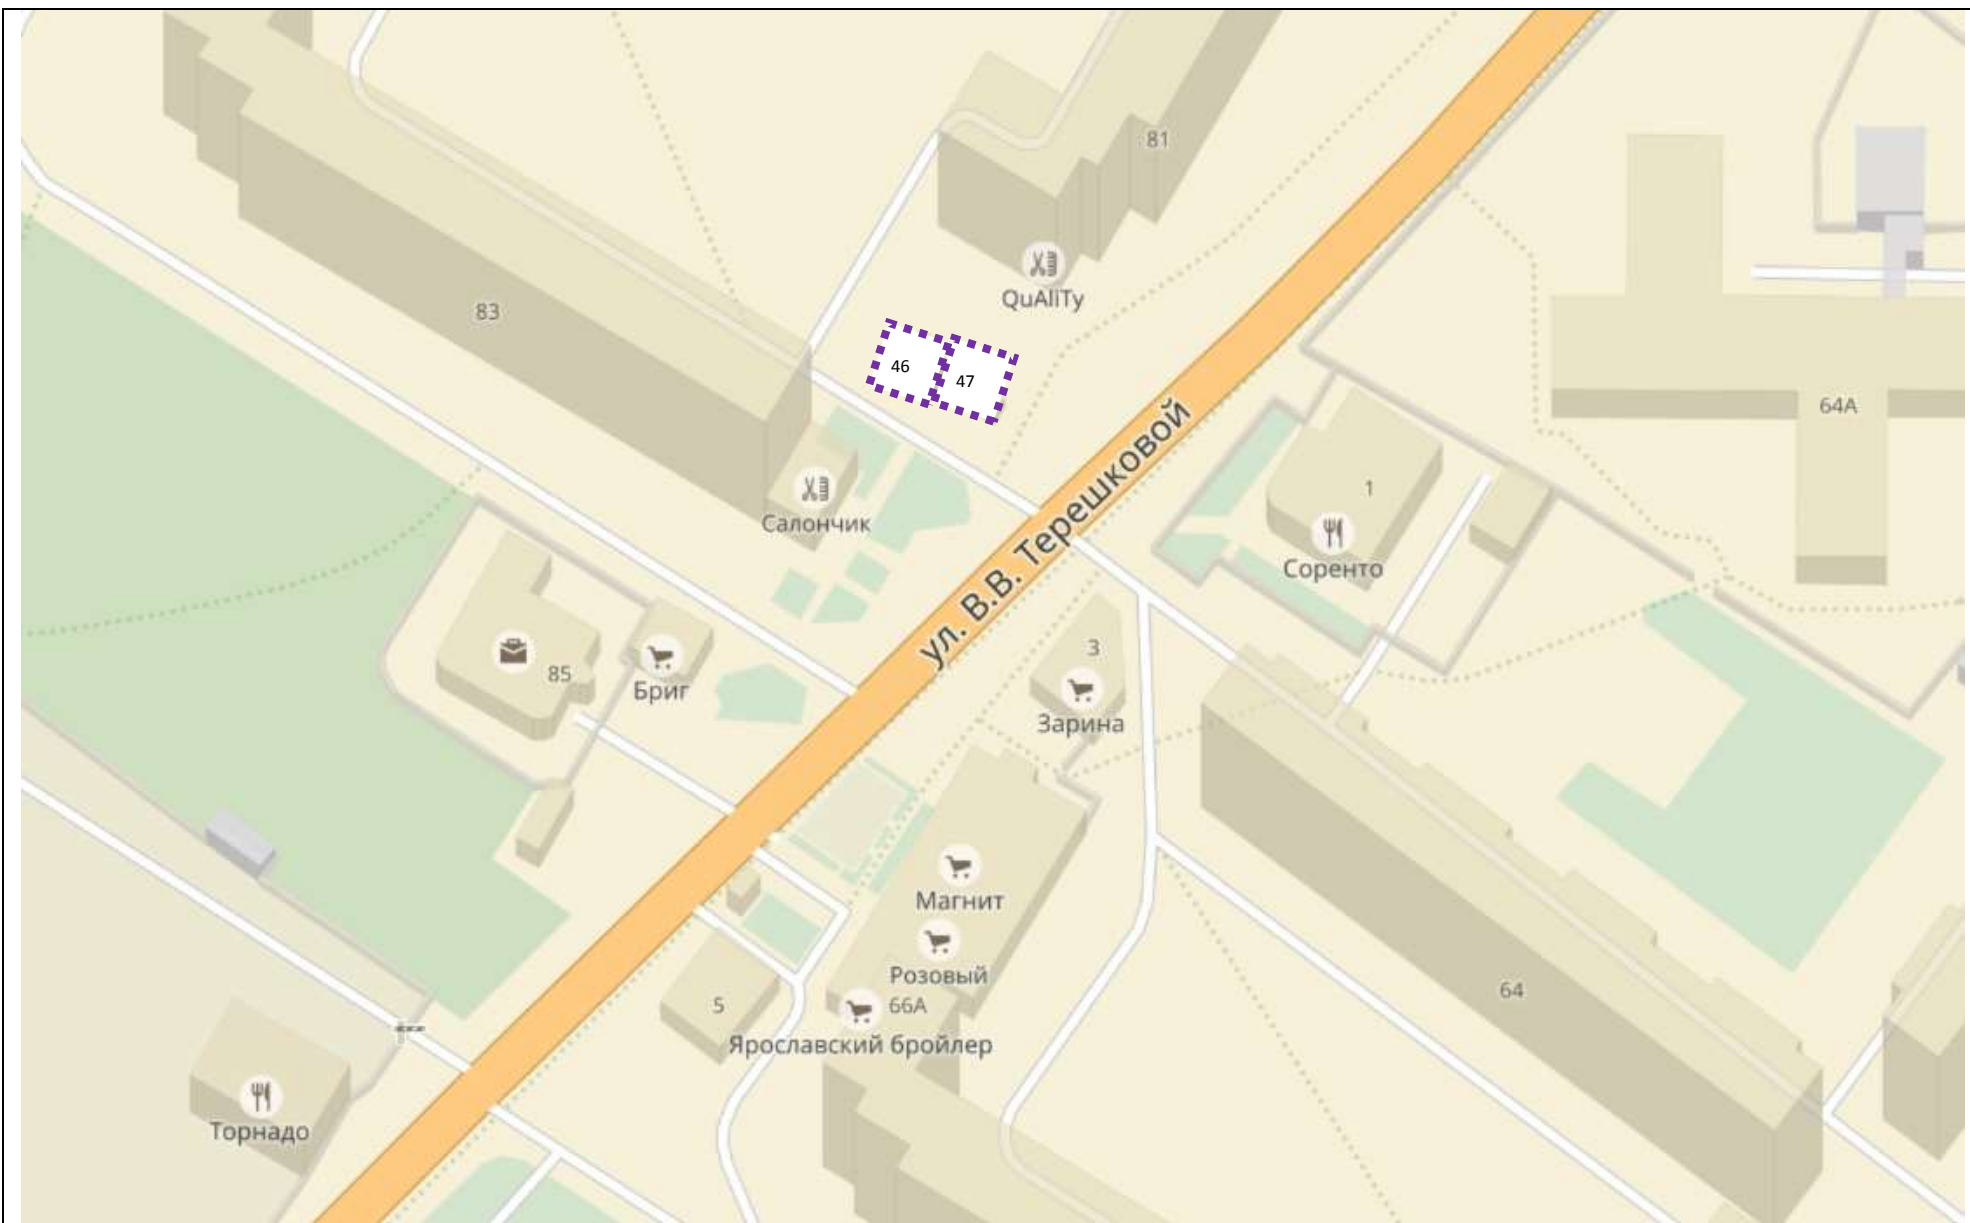 81
QuAliTy
83
46
47
64А
ул. В.В. Терешковой
1
Салончик
Соренто
3
85
Бриг
Зарина
Магнит
Розовый
5
66А
64
Ярославский бройлер
Торнадо